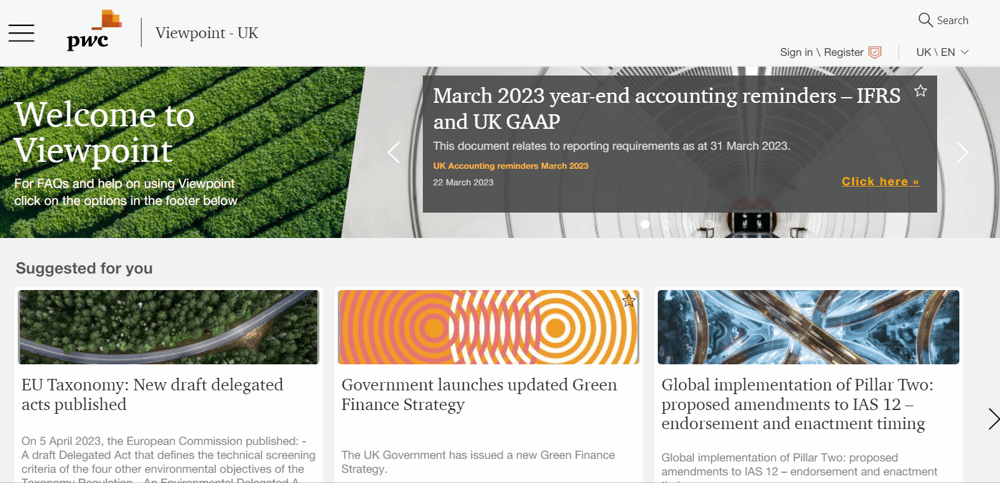 pwc
Viewpoint - UK
Search
Sign in \ Register
UK \ EN
Welcome to
Viewpoint
For FAQs and help on using Viewpoint
click on the options in the footer below
March 2023 year-end accounting reminders – IFRS
and UK GAAP
This document relates to reporting requirements as at 31 March 2023.
UK Accounting reminders March 2023
22 March 2023
Click here »
Suggested for you
EU Taxonomy: New draft delegated
acts published
On 5 April 2023, the European Commission published: -
A draft Delegated Act that defines the technical screening
criteria of the four other environmental objectives of the
Taxonomy Regulation - An Environmental Delegated A
Government launches updated Green
Finance Strategy
The UK Government has issued a new Green Finance
Strategy.
Global implementation of Pillar Two:
proposed amendments to IAS 12 –
endorsement and enactment timing
Global implementation of Pillar Two: proposed
amendments to IAS 12 – endorsement and enactment